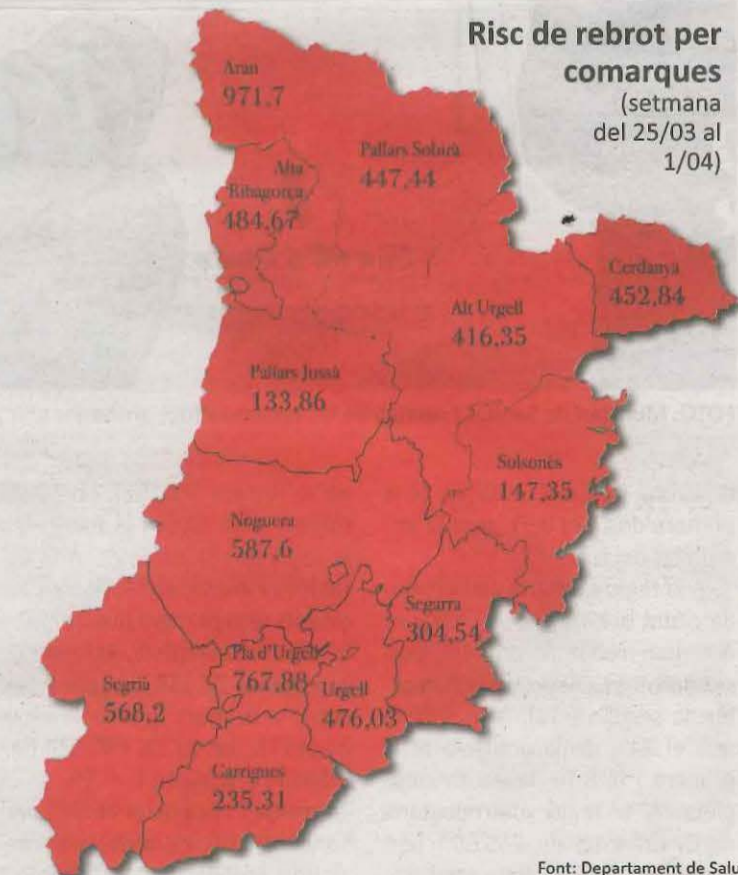 Risc de rebrot per
comarques
(setmana
del 25/03 al
1/04)
Aran
971,7
Pallars Sobirà
447,44
Alta
Ribagorça
484,67
Cerdanya
452,84
Alt Urgell
416,35
Pallars Jussà
133,86
Solsonès
147,35
Noguera
587,6
Segarra
304,54
Pla d'Urgell
767,88
Segrià
568,2
Urgell
476,03
Garrigues
235,31
Font: Departament de Salu